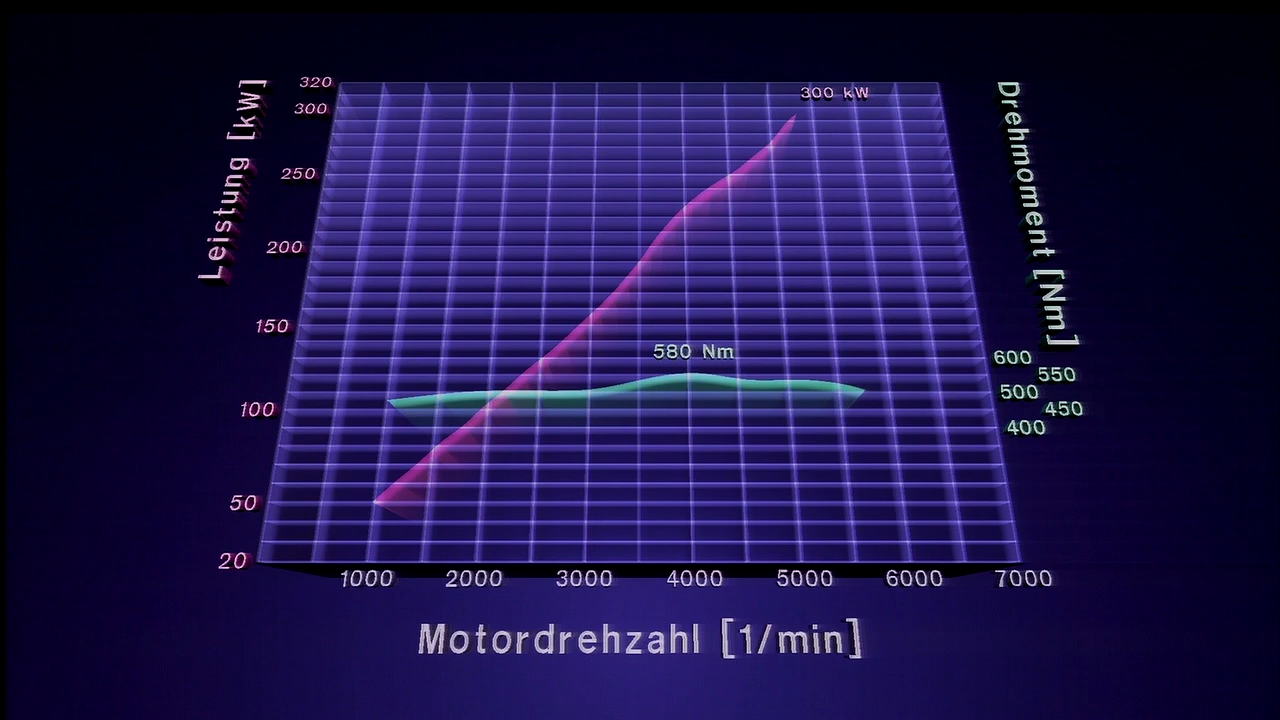 Leistung [kW]
320
300
250
200
150
100
50
20
300 kW
580 Nm
Drehmoment [Nm]
600
550
500
450
400
1000 2000 3000 4000 5000 6000 7000
Motordrehzahl [1/min]